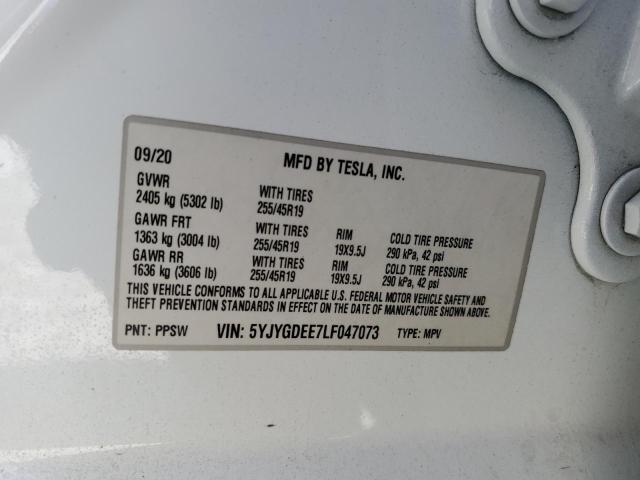 09/20 MFD BY TESLA, INC.
GVWR WITH TIRES
2405 kg (5302 lb) 255/45R19
GAWR FRT WITH TIRES RIM COLD TIRE PRESSURE
1363 kg (3004 lb) 255/45R19 19X9.5J 290 kPa, 42 psi
GAWR RR WITH TIRES RIM COLD TIRE PRESSURE
1636 kg (3606 lb) 255/45R19 19X9.5J 290 kPa, 42 psi
THIS VEHICLE CONFORMS TO ALL APPLICABLE U.S. FEDERAL MOTOR VEHICLE SAFETY AND
THEFT PREVENTION STANDARDS IN EFFECT ON THE DATE OF MANUFACTURE SHOWN ABOVE.
PNT: PPSW VIN: 5YJYGDEE7LF047073 TYPE: MPV